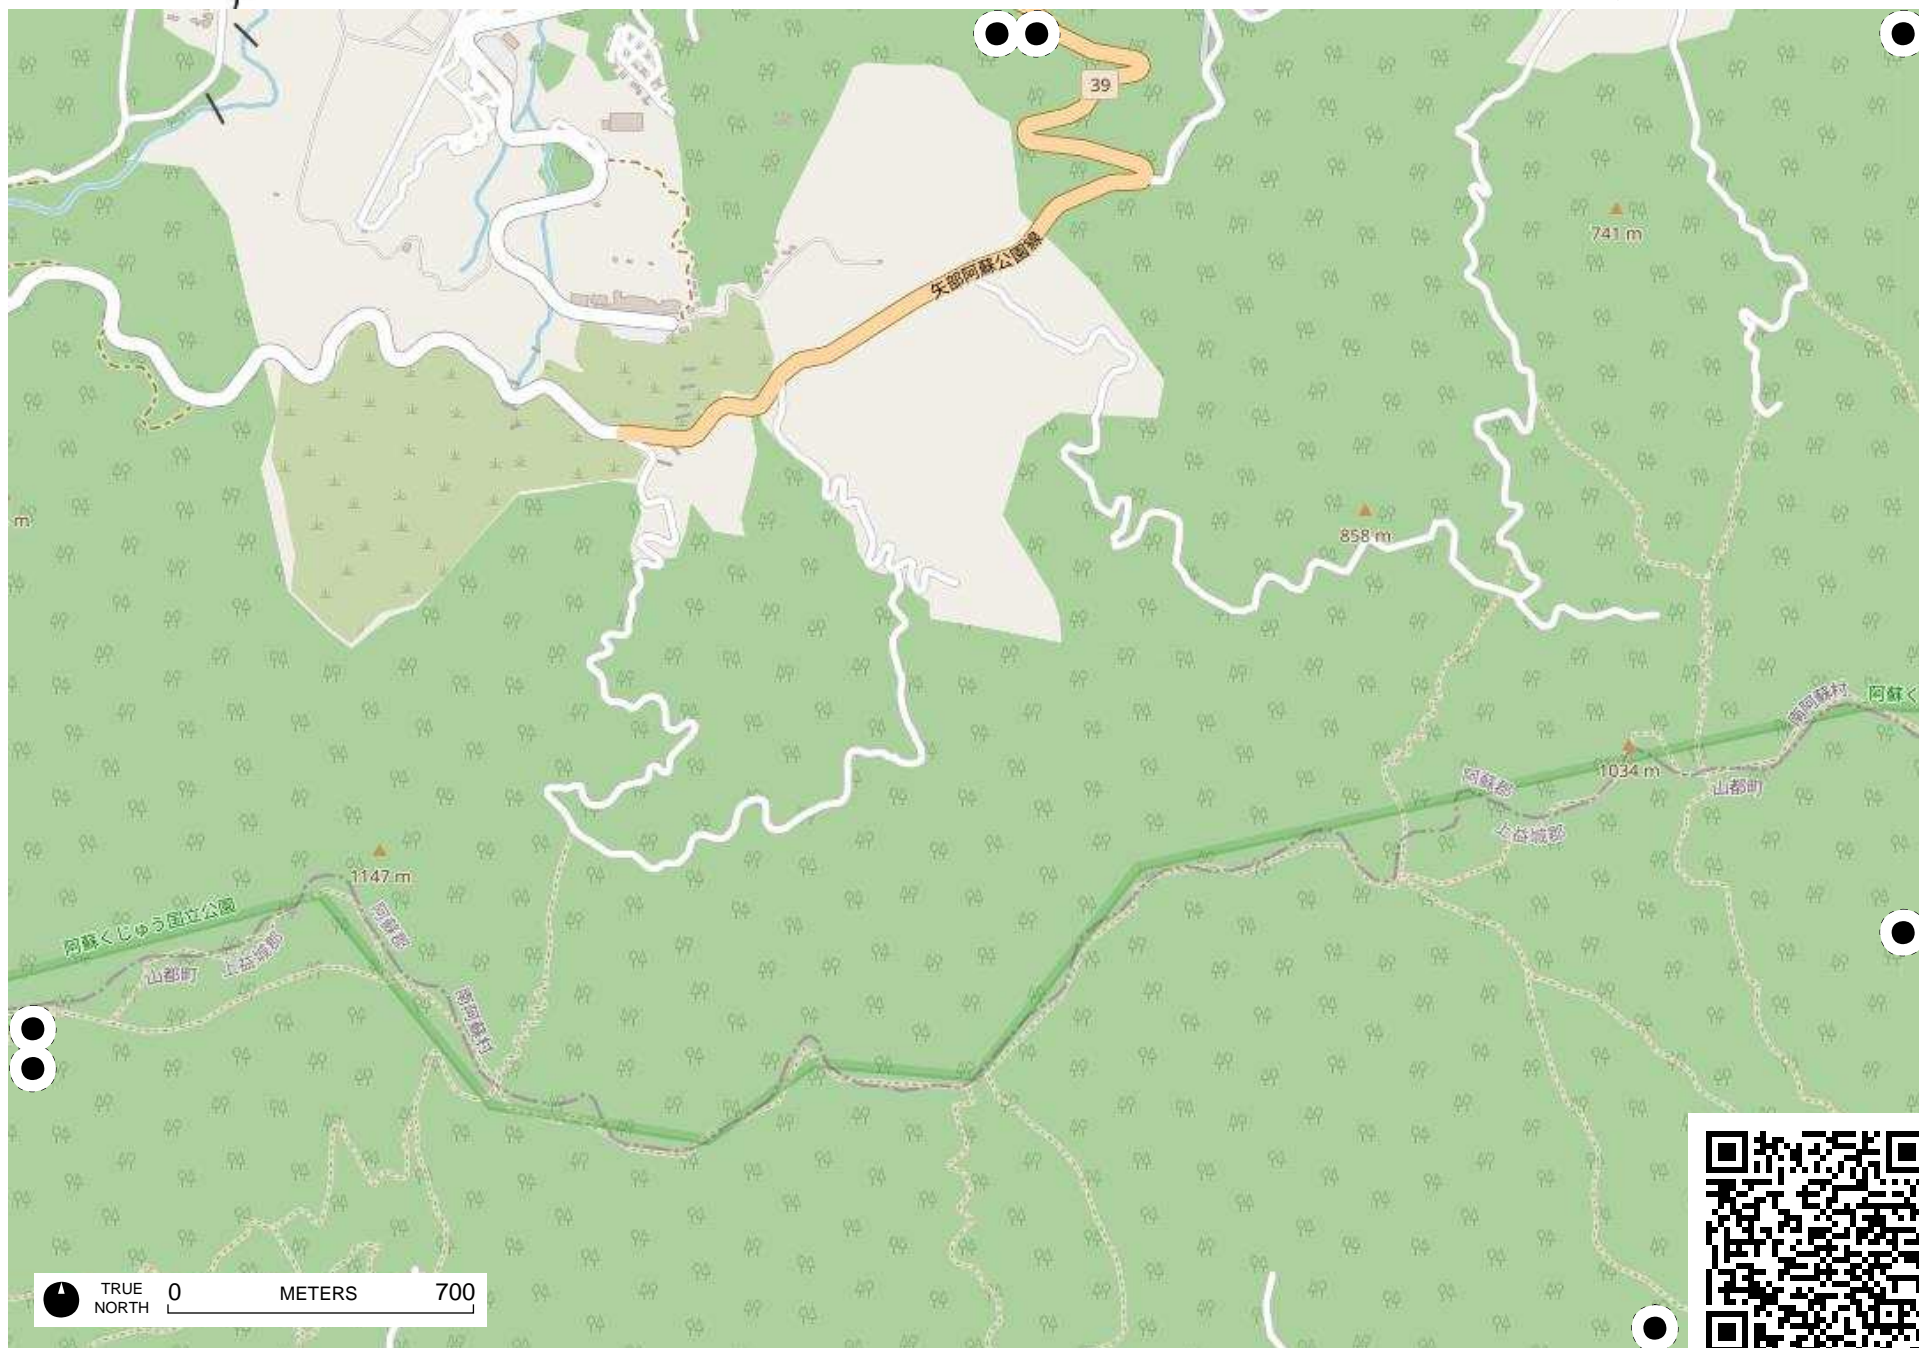 39
741 m
矢部阿蘇公園線
m
858 m
南阿蘇村
阿蘇く
1034 m
阿蘇郡
山都町
上益城郡
1147 m
阿蘇くじゅう国立公園
阿蘇郡
上益城郡
山都町
南阿蘇村
TRUE NORTH
0 METERS 700